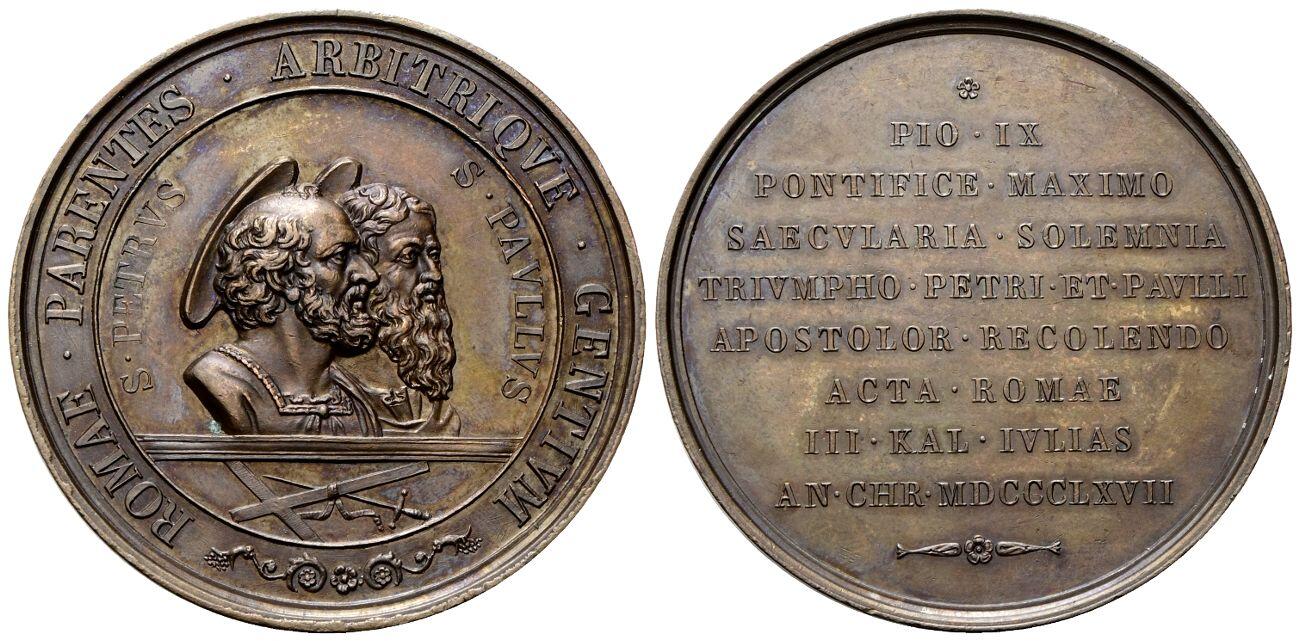 ROMAE · PARENTES · ARBITRIQVE · GENTIVM
S · PETRVS
S · PAVLLVS
PIO · IX
PONTIFICE · MAXIMO
SAECVLARIA · SOLEMNIA
TRIVMPHO · PETRI · ET · PAVLLI
APOSTOLOR · RECOLENDO
ACTA · ROMAE
III · KAL · IVLIAS
AN · CHR · MDCCCLXVII